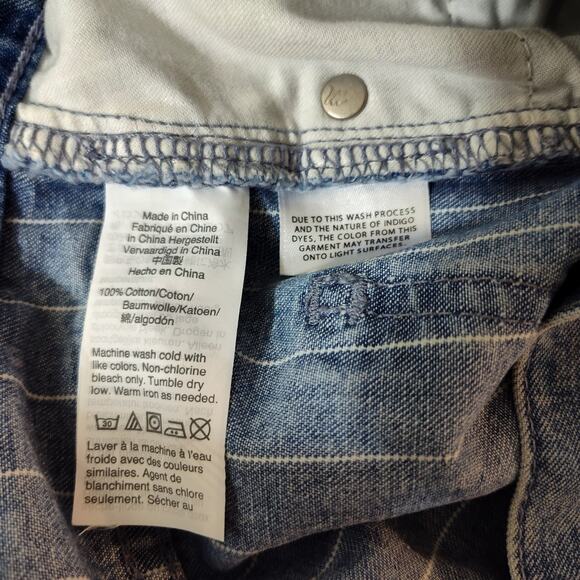 Made in China
Fabriqué en Chine
in China Hergestellt
Vervaardigd in China
中国製
Hecho en China
100% Cotton/Coton/
Baumwolle/Katoen/
綿/algodón
Machine wash cold with
like colors. Non-chlorine
bleach only. Tumble dry
low. Warm iron as needed.
30
Laver à la machine à l'eau
froide avec des couleurs
similaires. Agent de
blanchiment sans chlore
seulement. Sécher au
DUE TO THIS WASH PROCESS
AND THE NATURE OF INDIGO
DYES, THE COLOR FROM THIS
GARMENT MAY TRANSFER
ONTO LIGHT SURFACES.